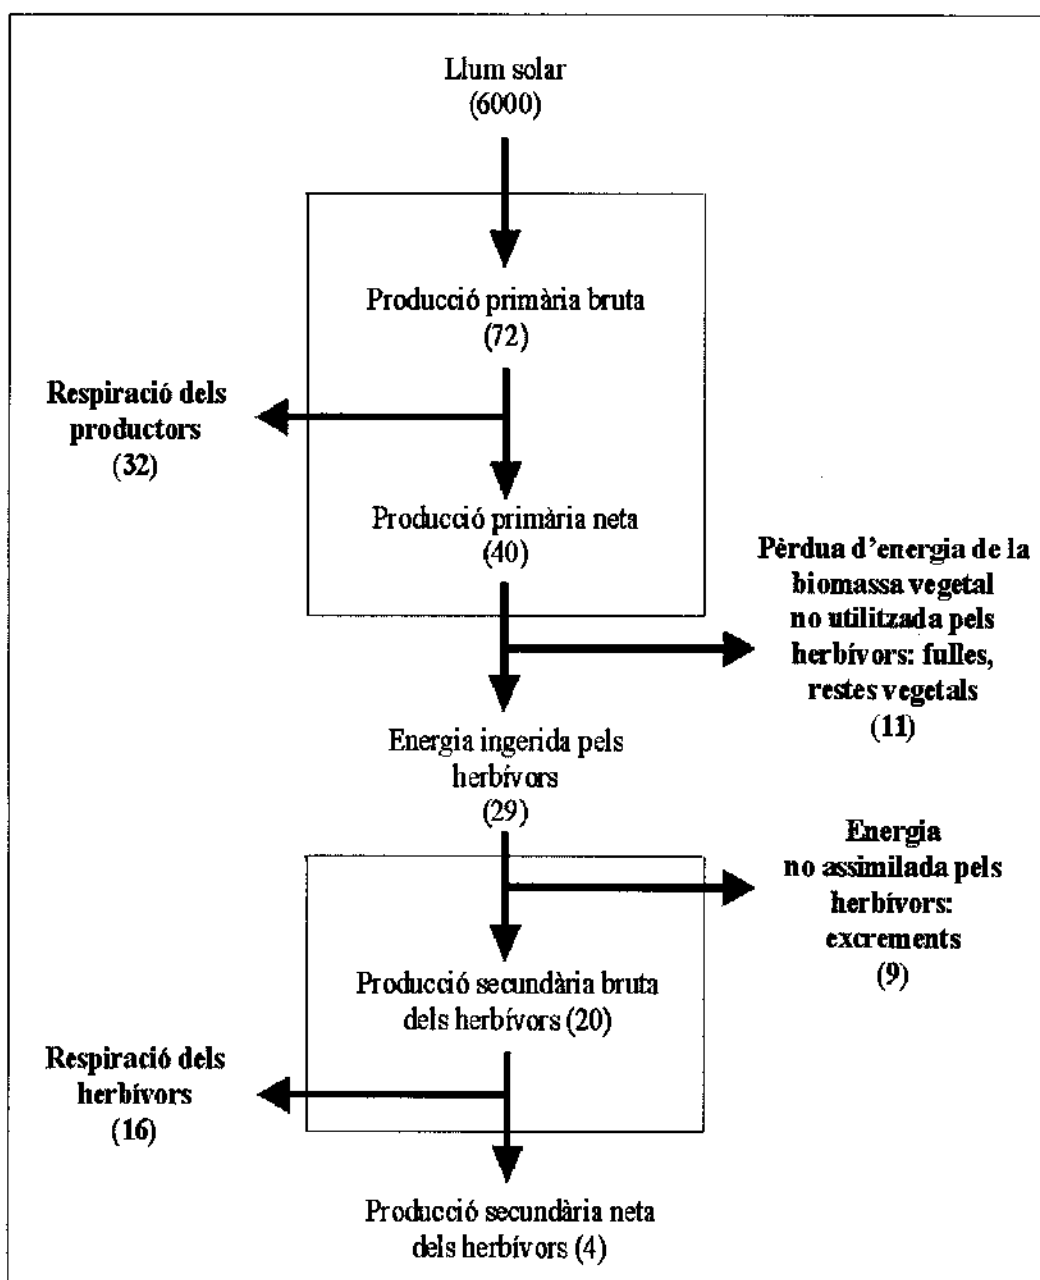 Llum solar
(6000)
Producció primària bruta
(72)
Respiració dels
productors
(32)
Producció primària neta
(40)
Pèrdua d'energia de la
biomassa vegetal
no utilitzada pels
herbívors: fulles,
restes vegetals
(11)
Energia ingerida pels
herbívors
(29)
Energia
no assimilada pels
herbívors:
excrements
(9)
Producció secundària bruta
dels herbívors (20)
Respiració dels
herbívors
(16)
Producció secundària neta
dels herbívors (4)